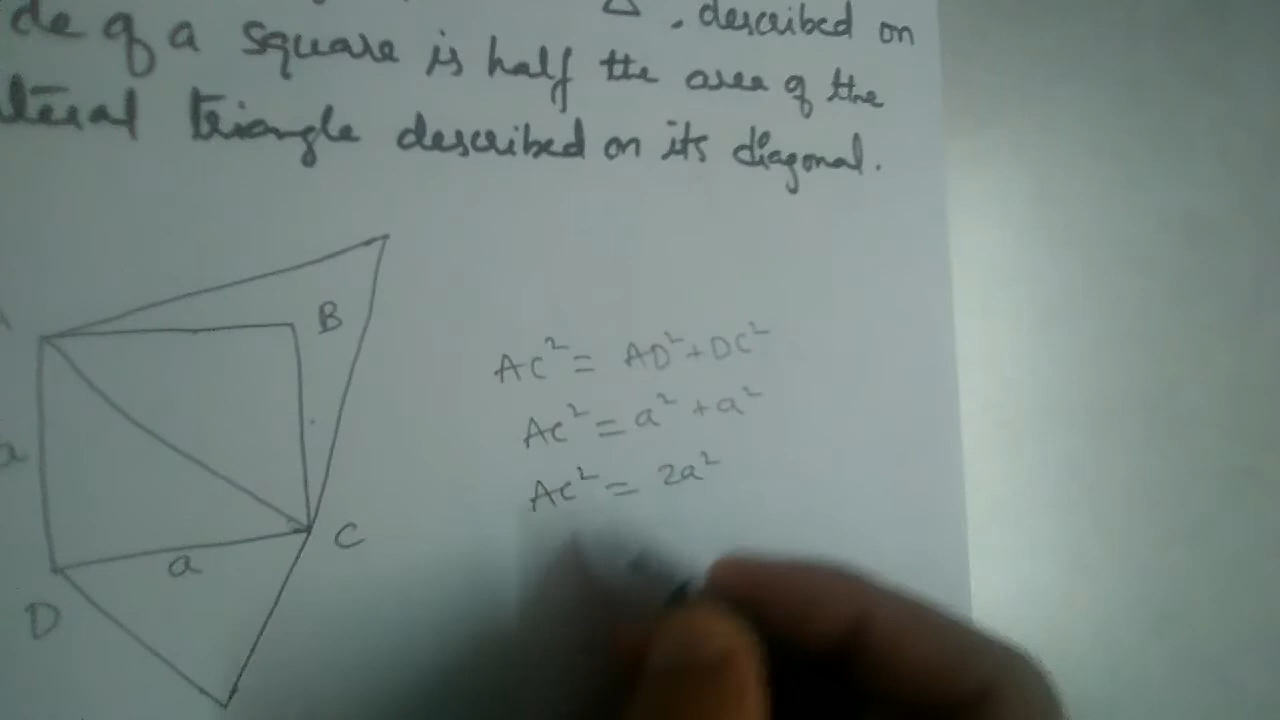 de of a square is half the area of the
Δ. described on
lteral triangle described on its diagonal.
B
AC² = AD² + DC²
a
AC² = a² + a²
AC² = 2a²
C
a
D